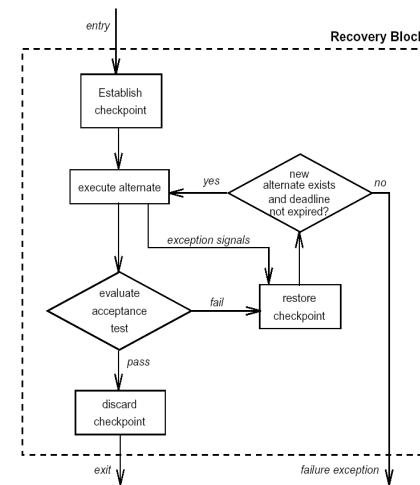 entry
Recovery Bloc
Establish
checkpoint
execute alternate
yes
new
alternate exists
and deadline
not expired?
no
exception signals
evaluate
acceptance
test
fail
restore
checkpoint
pass
discard
checkpoint
exit
failure exception